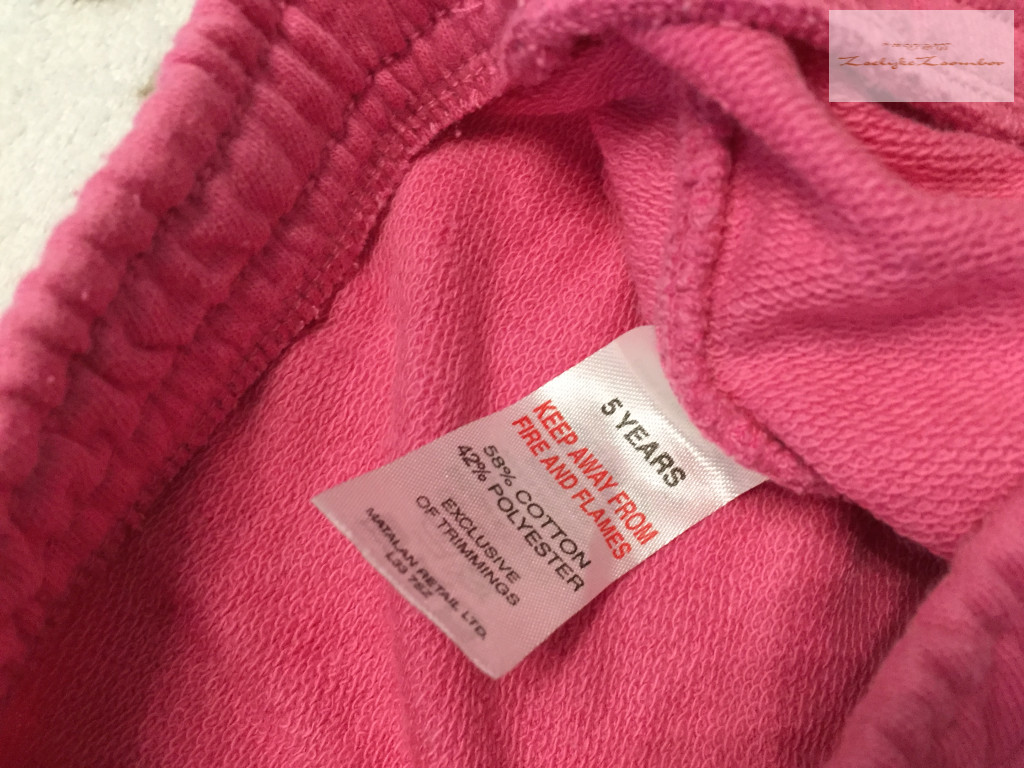 5 YEARS
KEEP AWAY FROM
FIRE AND FLAMES
58% COTTON
42% POLYESTER
EXCLUSIVE
OF TRIMMINGS
MATALAN RETAIL LTD.
L33 7SZ